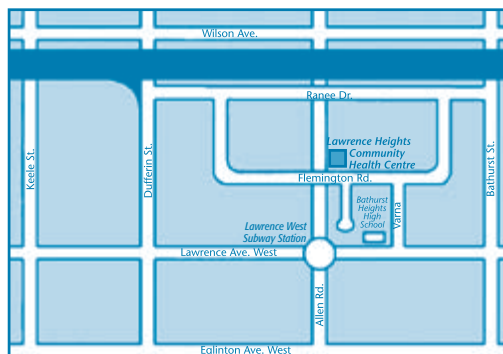 Wilson Ave.
Ranee Dr.
Lawrence Heights
Community
Health Centre
Keele St.
Dufferin St.
Bathurst St.
Flemington Rd.
Bathurst
Heights
High
School
Varna
Lawrence West
Subway Station
Lawrence Ave. West
Allen Rd.
Eglinton Ave. West